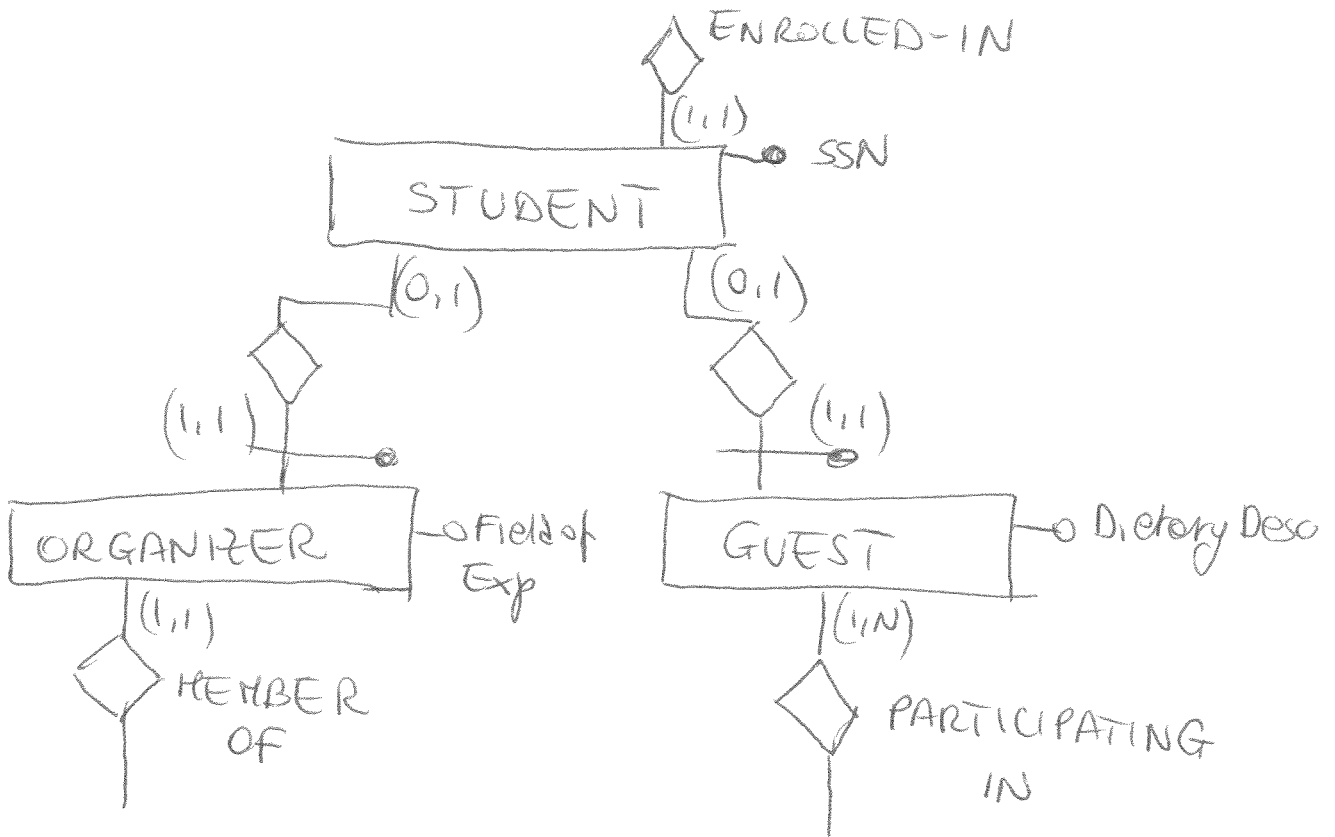 ENROLLED-IN
(1,1)
SSN
STUDENT
(0,1)
(0,1)
(1,1)
(1,1)
ORGANIZER
Field of
Exp
GUEST
Dietary Desc
(1,1)
(1,N)
MEMBER
OF
PARTICIPATING
IN